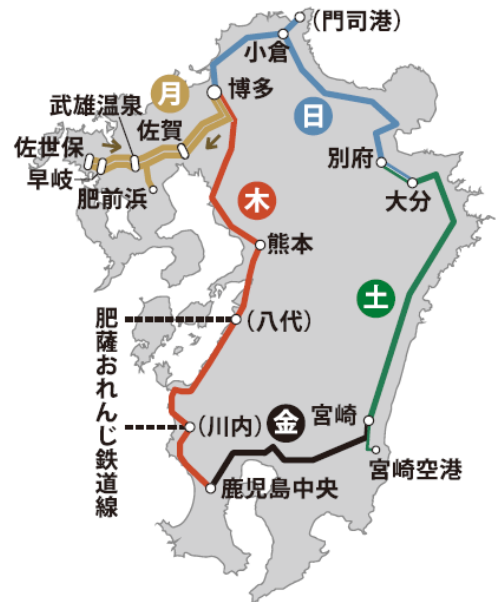 (門司港)
小倉
博多
月
日
武雄温泉
佐賀
佐世保
早岐
肥前浜
別府
大分
木
熊本
土
(八代)
肥薩おれんじ鉄道線
(川内)
金
宮崎
宮崎空港
鹿児島中央